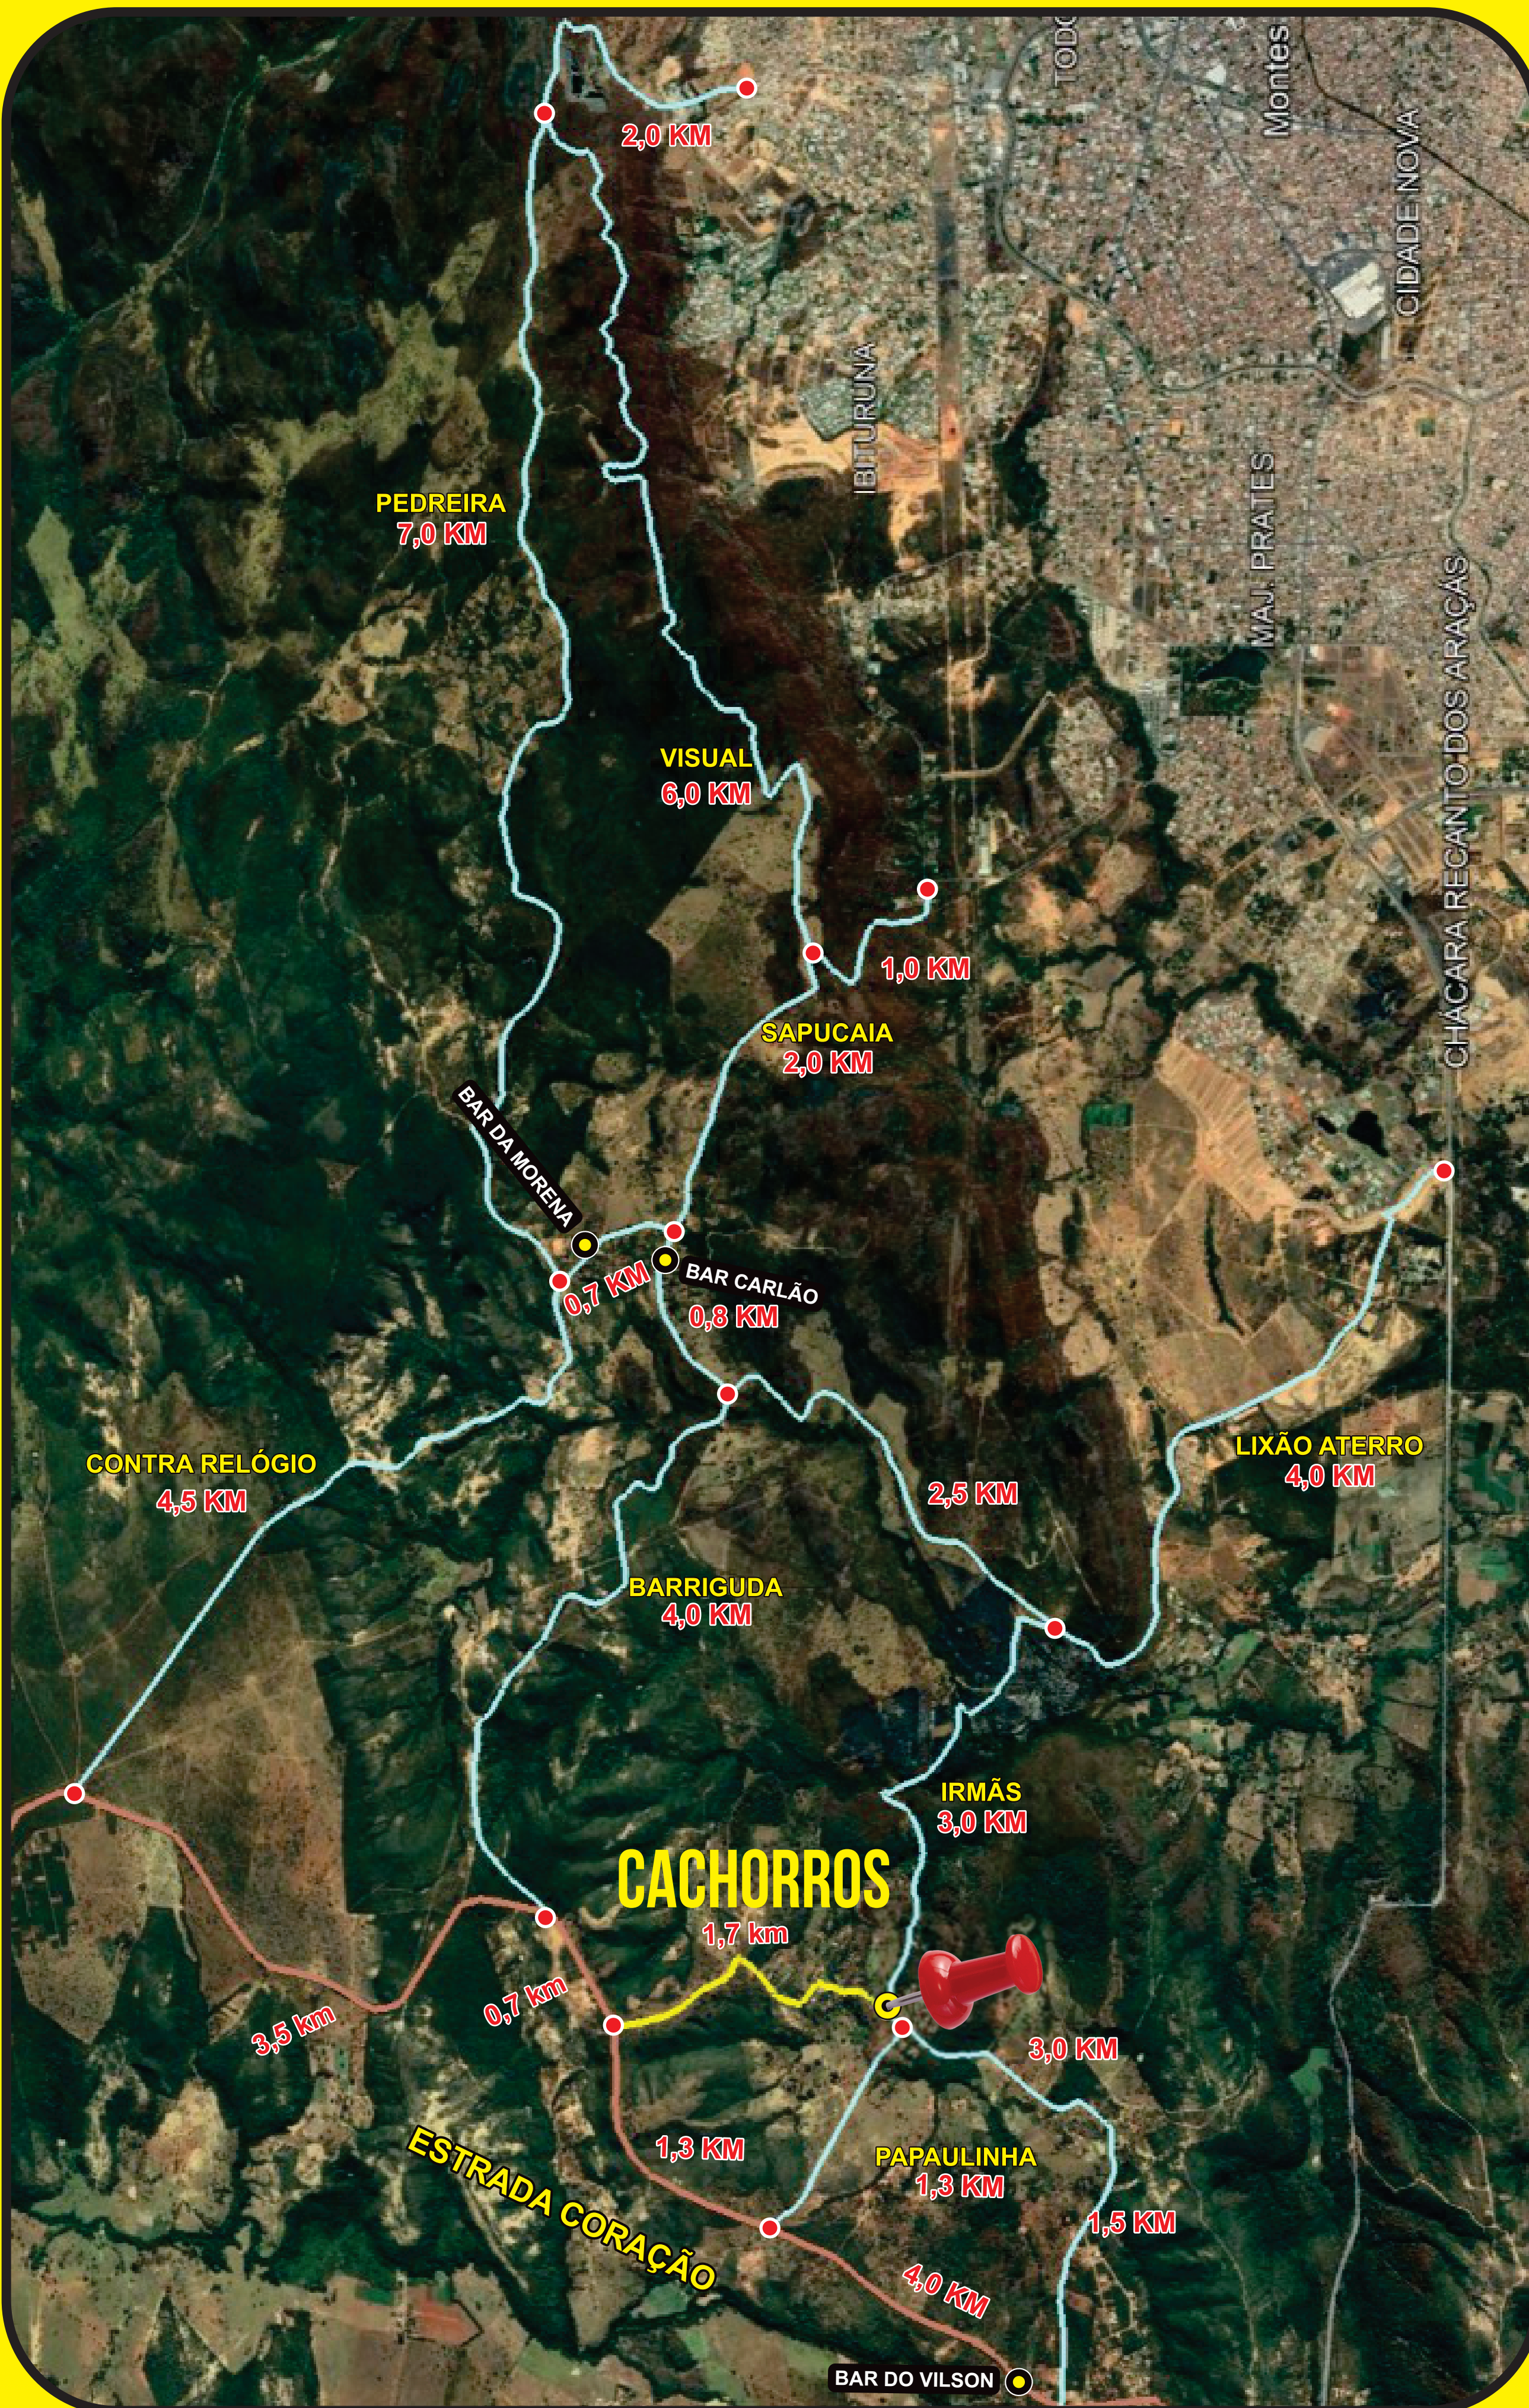 TODO
Montes
2,0 KM
CIDADE NOVA
IBITURUNA
MAJ. PRATES
PEDREIRA
7,0 KM
CHÁCARA RECANTO DOS ARAÇÁS
VISUAL
6,0 KM
1,0 KM
SAPUCAIA
2,0 KM
BAR DA MORENA
0,7 KM
BAR CARLÃO
0,8 KM
CONTRA RELÓGIO
4,5 KM
LIXÃO ATERRO
4,0 KM
2,5 KM
BARRIGUDA
4,0 KM
IRMÃS
3,0 KM
CACHORROS
1,7 km
0,7 km
3,5 km
3,0 KM
1,3 KM
PAPAULINHA
1,3 KM
ESTRADA CORAÇÃO
1,5 KM
4,0 KM
BAR DO VILSON